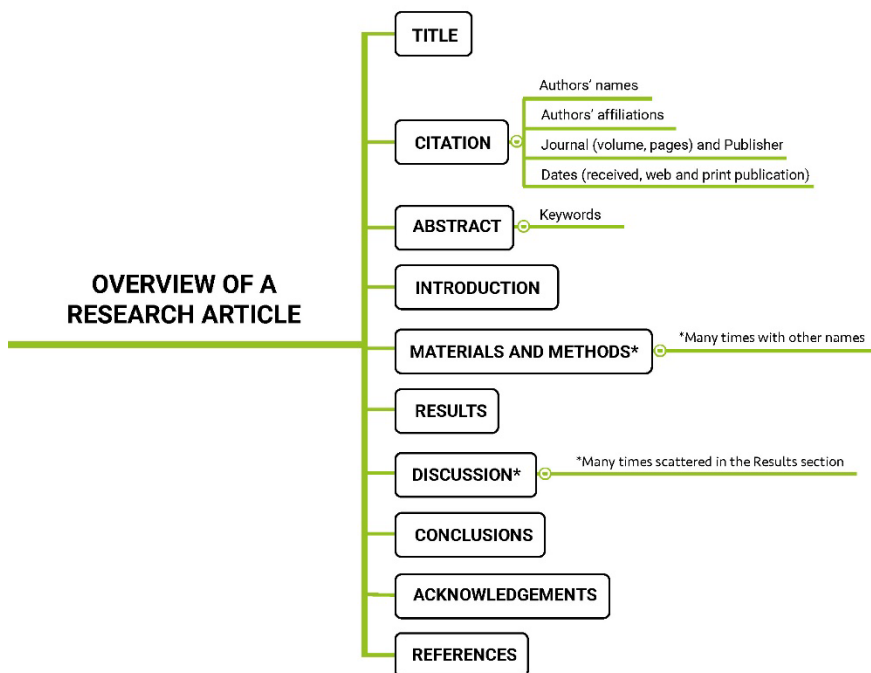 OVERVIEW OF A
RESEARCH ARTICLE
TITLE
CITATION
Authors’ names
Authors’ affiliations
Journal (volume, pages) and Publisher
Dates (received, web and print publication)
ABSTRACT
Keywords
INTRODUCTION
MATERIALS AND METHODS*
*Many times with other names
RESULTS
DISCUSSION*
*Many times scattered in the Results section
CONCLUSIONS
ACKNOWLEDGEMENTS
REFERENCES